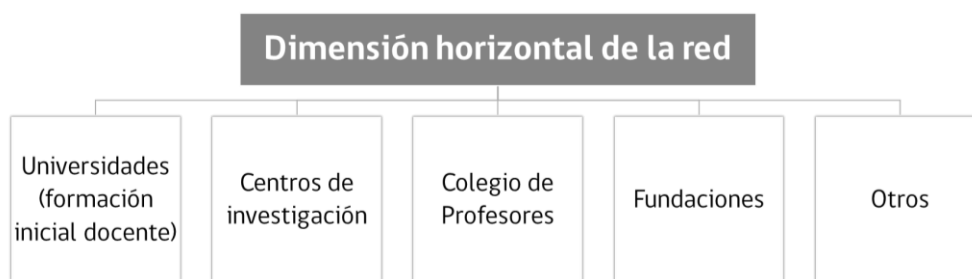 Dimensión horizontal de la red
Universidades
(formación
inicial docente)
Centros de
investigación
Colegio de
Profesores
Fundaciones
Otros